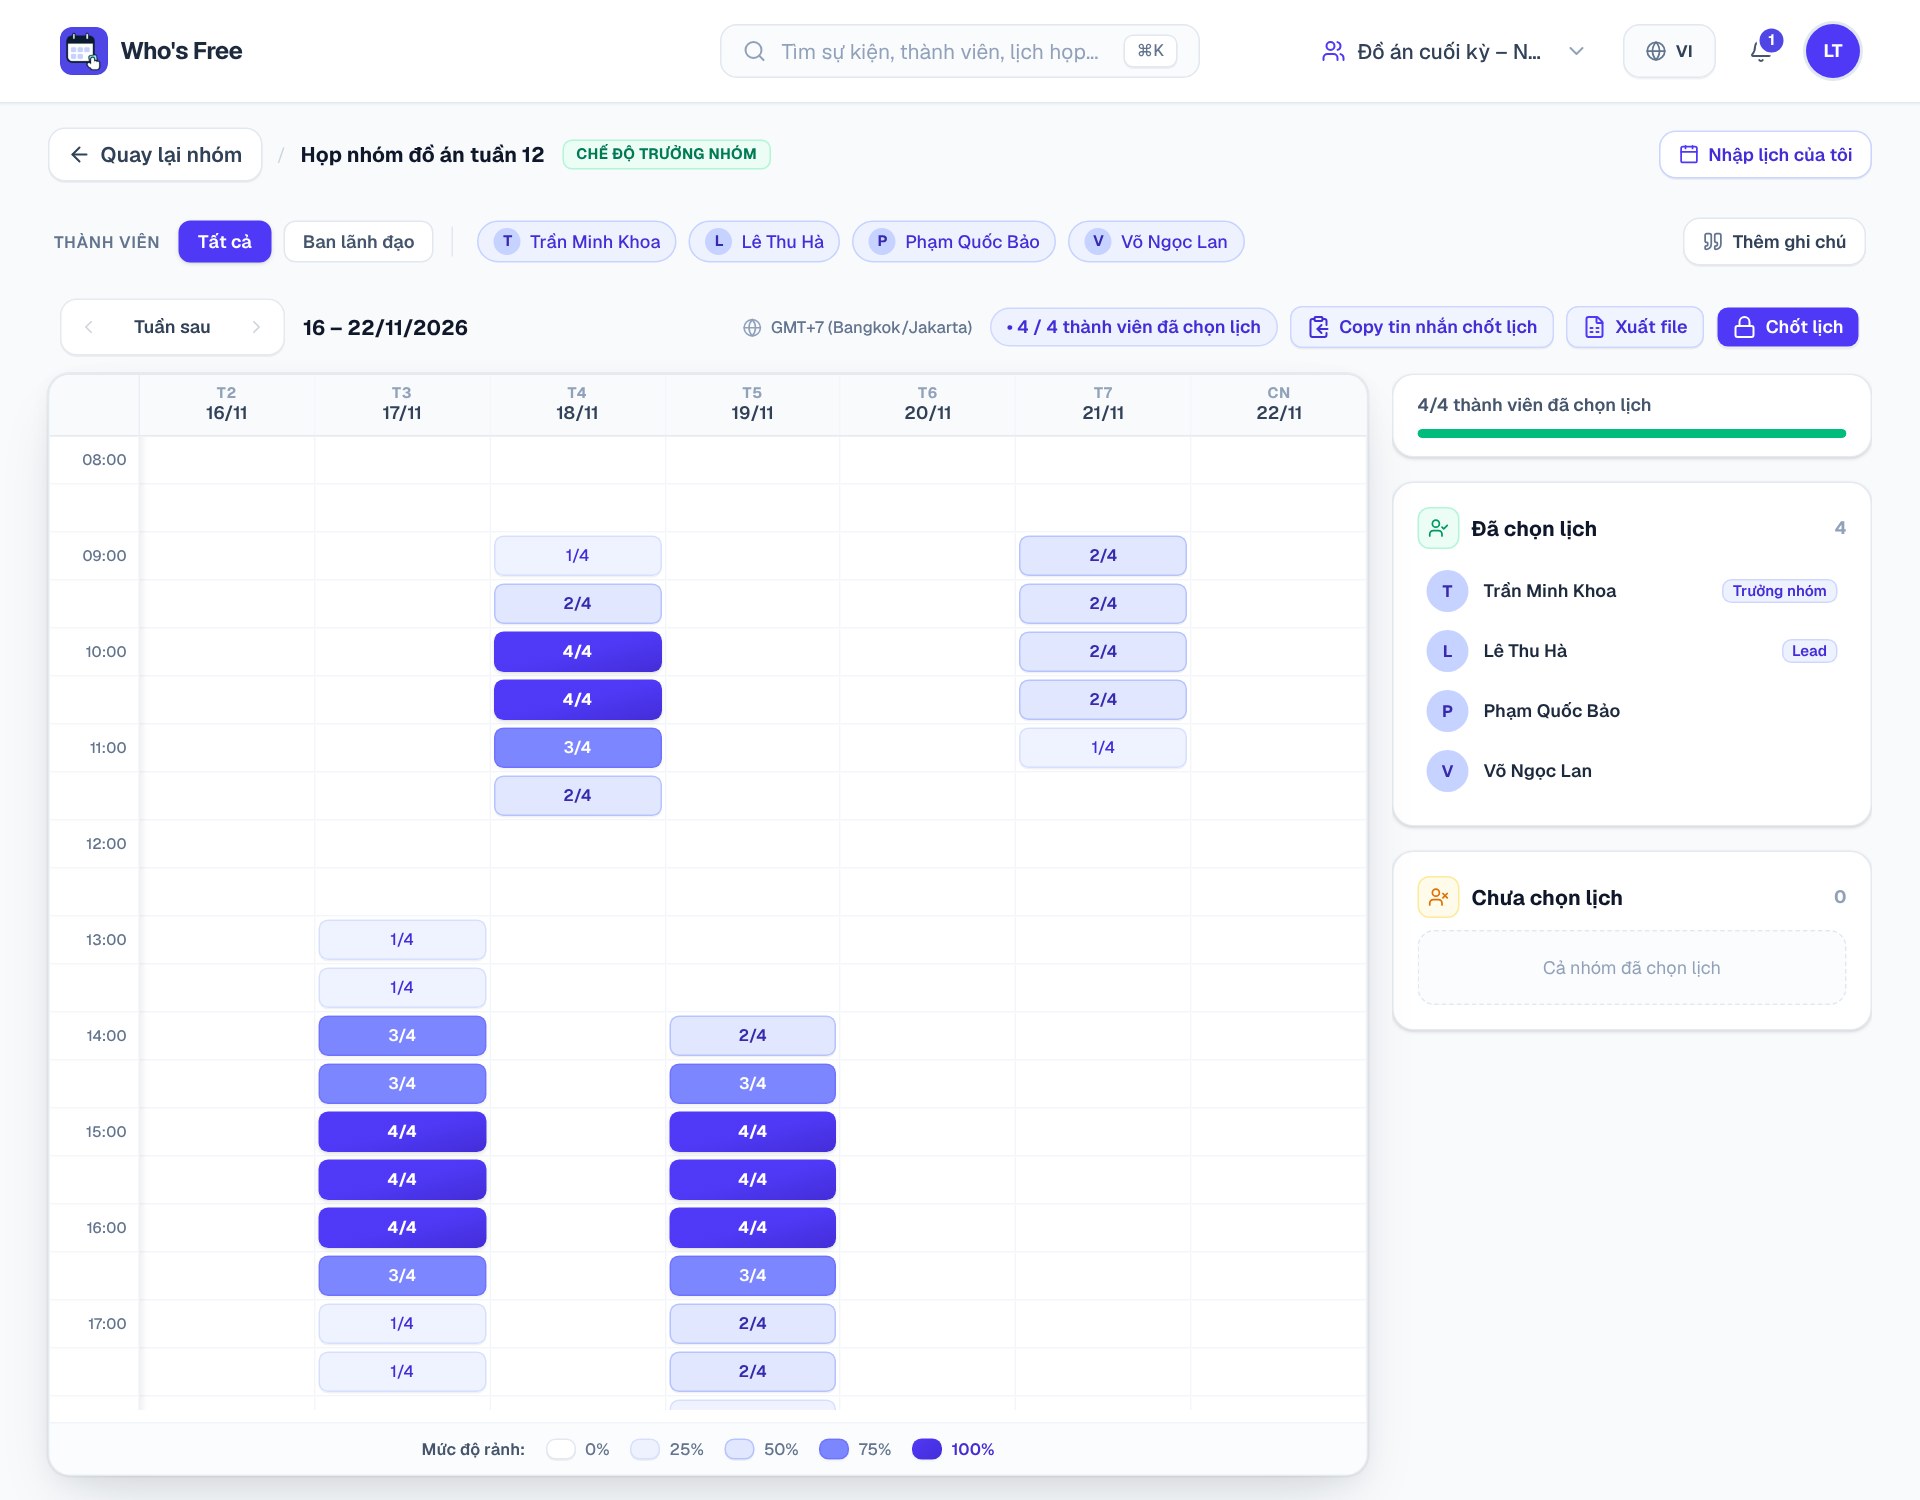 Who's Free
Tìm sự kiện, thành viên, lịch họp...
⌘K
Đồ án cuối kỳ – N...
VI
1
LT
Quay lại nhóm
/
Họp nhóm đồ án tuần 12
CHẾ ĐỘ TRƯỞNG NHÓM
Nhập lịch của tôi
THÀNH VIÊN
Tất cả
Ban lãnh đạo
T Trần Minh Khoa
L Lê Thu Hà
P Phạm Quốc Bảo
V Võ Ngọc Lan
Thêm ghi chú
Tuần sau
16 – 22/11/2026
GMT+7 (Bangkok/Jakarta)
• 4 / 4 thành viên đã chọn lịch
Copy tin nhắn chốt lịch
Xuất file
Chốt lịch
T2 T3 T4 T5 T6 T7 CN
16/11 17/11 18/11 19/11 20/11 21/11 22/11
08:00
09:00 1/4 2/4
2/4 2/4
10:00 4/4 2/4
4/4 2/4
11:00 3/4 1/4
2/4
12:00
13:00 1/4
1/4
14:00 3/4 2/4
3/4 3/4
15:00 4/4 4/4
4/4 4/4
16:00 4/4 4/4
3/4 3/4
17:00 1/4 2/4
1/4 2/4
Mức độ rảnh: 0% 25% 50% 75% 100%
4/4 thành viên đã chọn lịch
Đã chọn lịch 4
T Trần Minh Khoa Trưởng nhóm
L Lê Thu Hà Lead
P Phạm Quốc Bảo
V Võ Ngọc Lan
Chưa chọn lịch 0
Cả nhóm đã chọn lịch